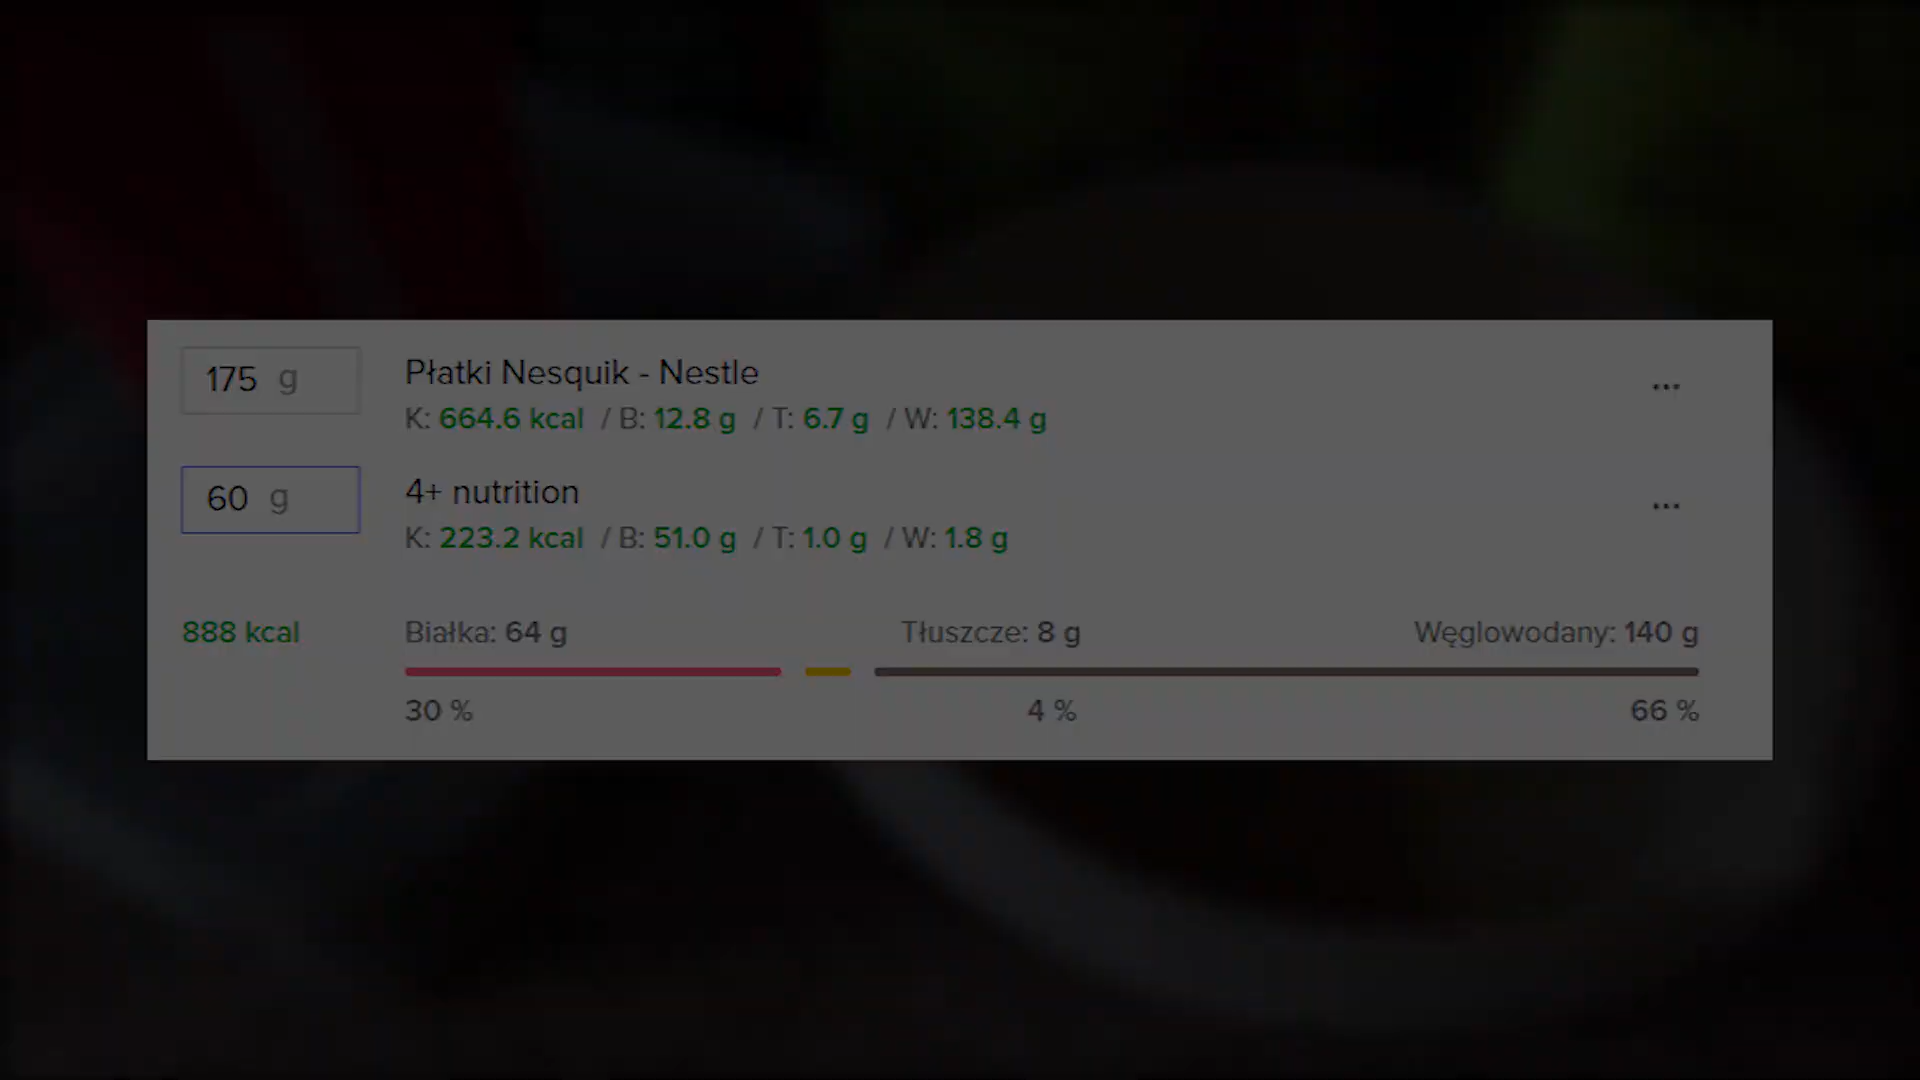 175 g
Płatki Nesquik - Nestle
K: 664.6 kcal / B: 12.8 g / T: 6.7 g / W: 138.4 g
60 g
4+ nutrition
K: 223.2 kcal / B: 51.0 g / T: 1.0 g / W: 1.8 g
888 kcal
Białka: 64 g
Tłuszcze: 8 g
Węglowodany: 140 g
30 %
4 %
66 %